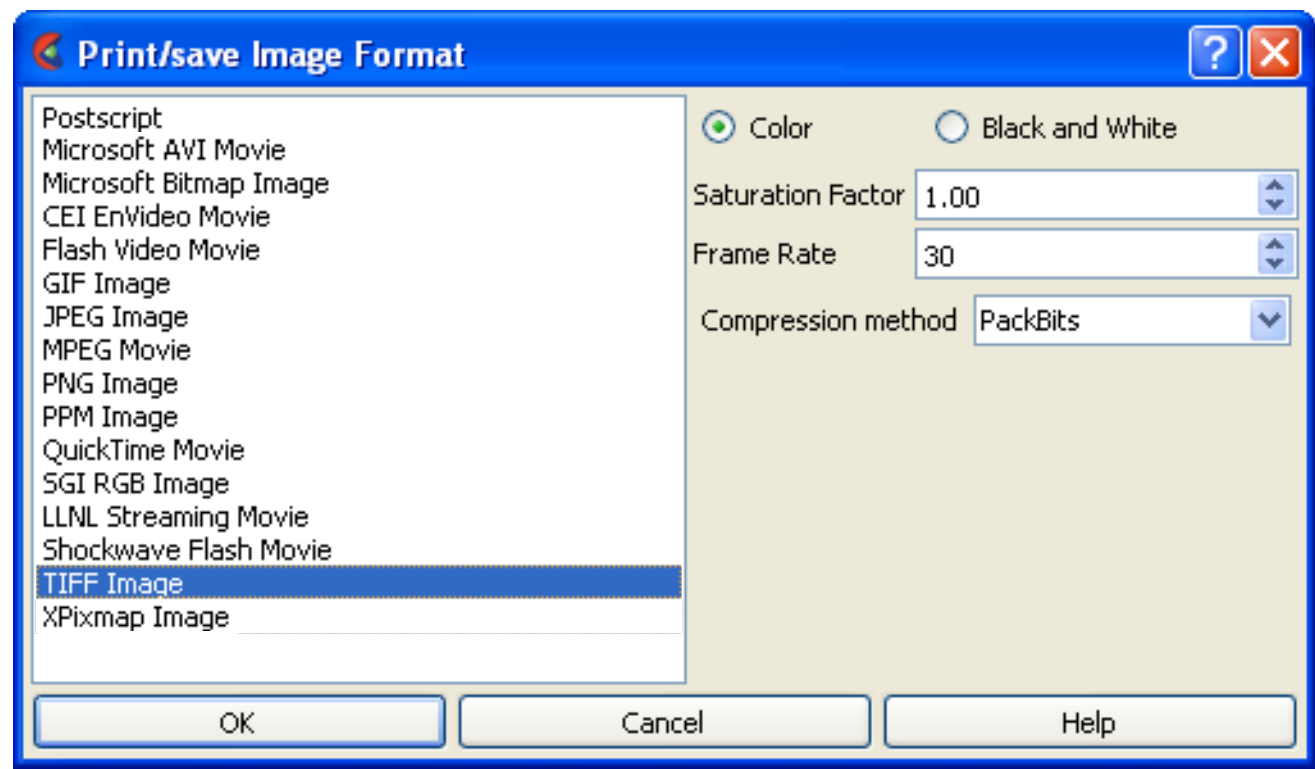 Print/save Image Format
Postscript
Microsoft AVI Movie
Microsoft Bitmap Image
CEI EnVideo Movie
Flash Video Movie
GIF Image
JPEG Image
MPEG Movie
PNG Image
PPM Image
QuickTime Movie
SGI RGB Image
LLNL Streaming Movie
Shockwave Flash Movie
TIFF Image
XPixmap Image
Color Black and White
Saturation Factor 1.00
Frame Rate 30
Compression method PackBits
OK Cancel Help